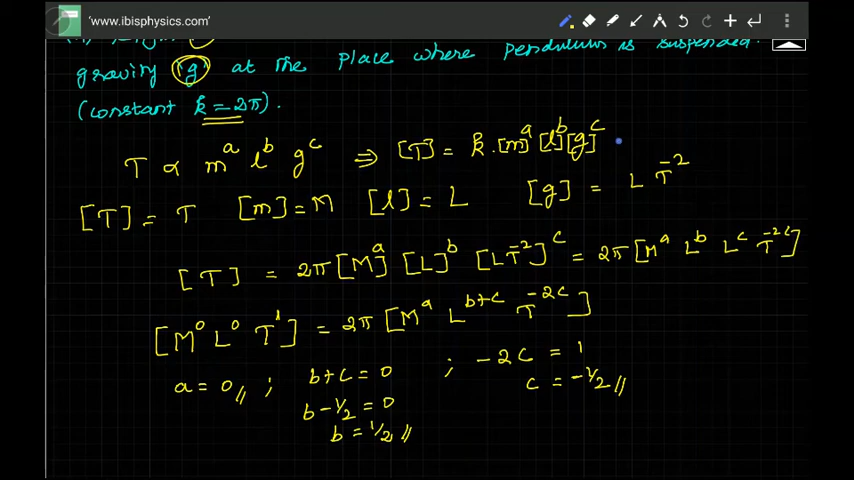 'www.ibisphysics.com'
pendulum is suspended.
gravity 'g' at the place where
(constant k = 2π).
T ∝ m^a l^b g^c ⇒ [T] = k.[m]^a [l]^b [g]^c
[T] = T [m] = M [l] = L [g] = L T^-2
[T] = 2π [M]^a [L]^b [LT^-2]^c = 2π [M^a L^b L^c T^-2c]
[M^0 L^0 T^1] = 2π [M^a L^b+c T^-2c]
a = 0// ; b+c = 0 ; -2c = 1
b - 1/2 = 0 c = -1/2//
b = 1/2//